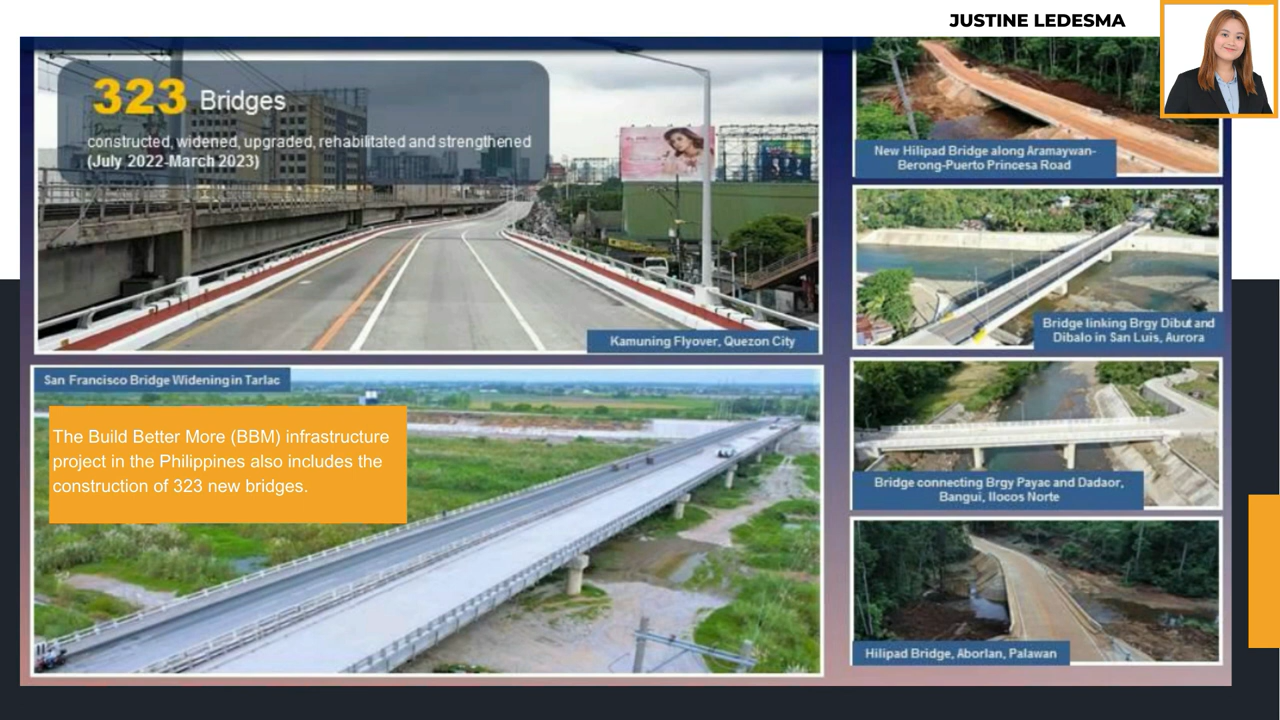 JUSTINE LEDESMA
323 Bridges
constructed, widened, upgraded, rehabilitated and strengthened
(July 2022-March 2023)
Kamuning Flyover, Quezon City
San Francisco Bridge Widening in Tarlac
The Build Better More (BBM) infrastructure
project in the Philippines also includes the
construction of 323 new bridges.
New Hilipad Bridge along Aramaywan-
Berong-Puerto Princesa Road
Bridge linking Brgy Dibut and
Dibalo in San Luis, Aurora
Bridge connecting Brgy Payac and Dadaor,
Bangui, Ilocos Norte
Hilipad Bridge, Aborlan, Palawan